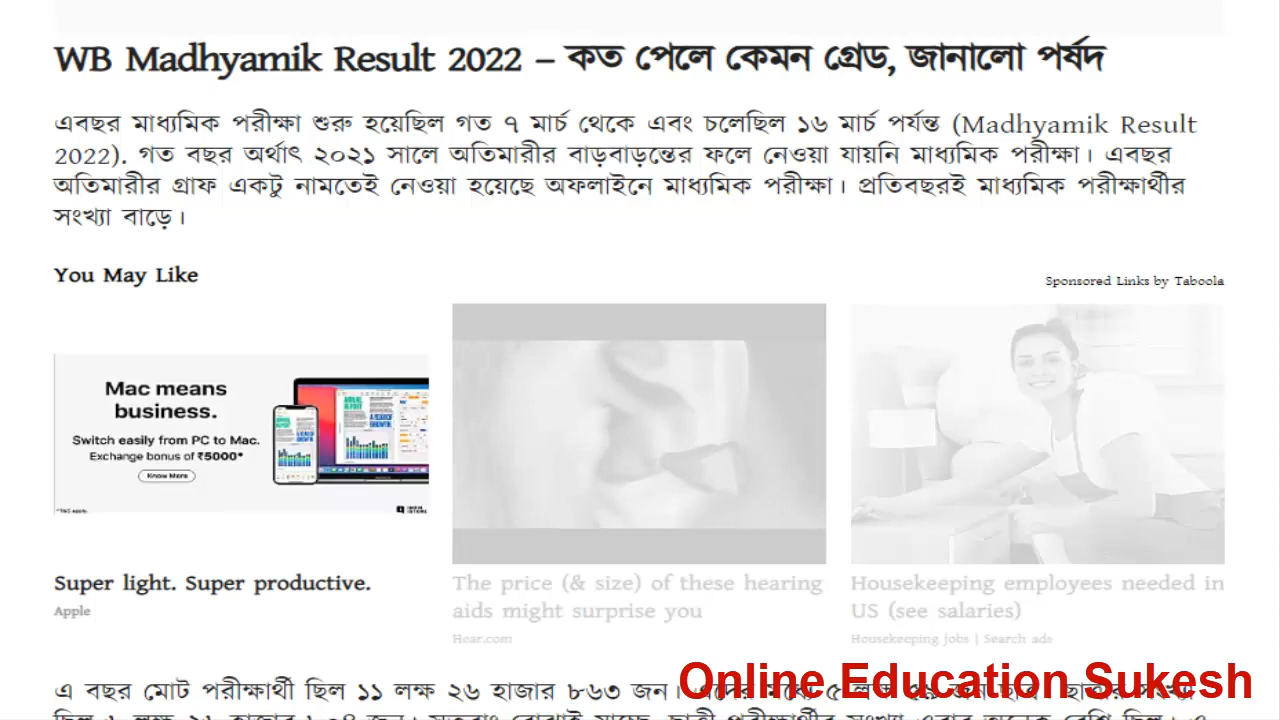 WB Madhyamik Result 2022 – কত পেলে কেমন গ্রেড, জানালো পর্ষদ
এবছর মাধ্যমিক পরীক্ষা শুরু হয়েছিল গত ৭ মার্চ থেকে এবং চলেছিল ১৬ মার্চ পর্যন্ত (Madhyamik Result
2022). গত বছর অর্থাৎ ২০২১ সালে অতিমারীর বাড়বাড়ন্তের ফলে নেওয়া যায়নি মাধ্যমিক পরীক্ষা। এবছর
অতিমারীর গ্রাফ একটু নামতেই নেওয়া হয়েছে অফলাইনে মাধ্যমিক পরীক্ষা। প্রতিবছরই মাধ্যমিক পরীক্ষার্থীর
সংখ্যা বাড়ে।
You May Like
Sponsored Links by Taboola
Mac means
business.
Switch easily from PC to Mac.
Exchange bonus of ₹5000*
Know More
Super light. Super productive.
Apple
The price (& size) of these hearing
aids might surprise you
Hear.com
Housekeeping employees needed in
US (see salaries)
Housekeeping jobs | Search ads
এ বছর মোট পরীক্ষার্থী ছিল ১১ লক্ষ ২৬ হাজার ৮৬৩ জন।
Online Education Sukesh